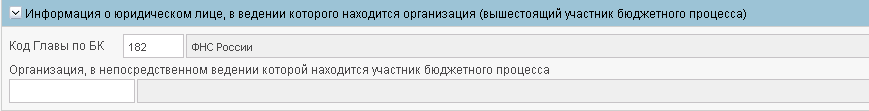 Информация о юридическом лице, в ведении которого находится организация (вышестоящий участник бюджетного процесса)
Код Главы по БК 182 ФНС России
Организация, в непосредственном ведении которой находится участник бюджетного процесса